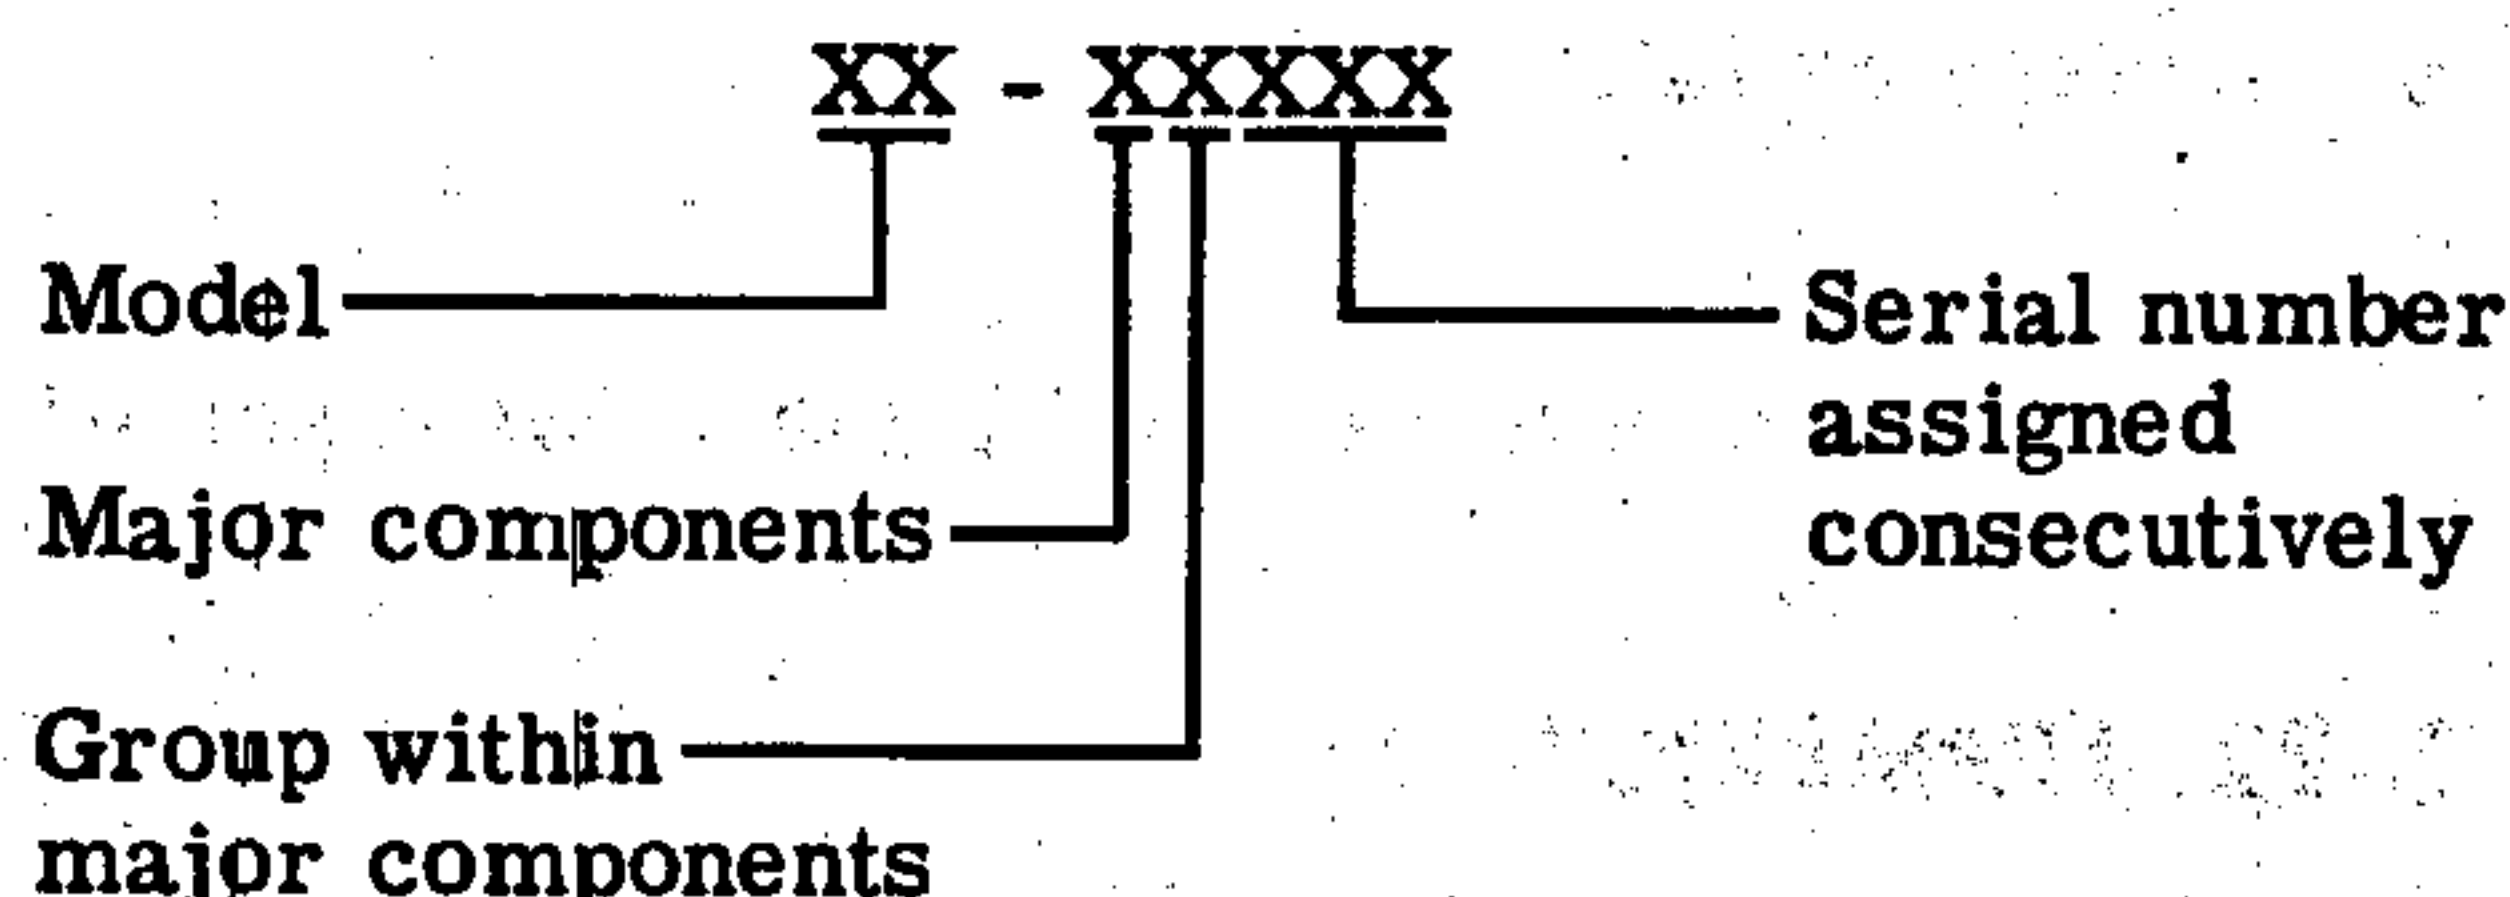 XX - XXXXX
Model
Serial number
assigned
consecutively
Major components
Group within
major components